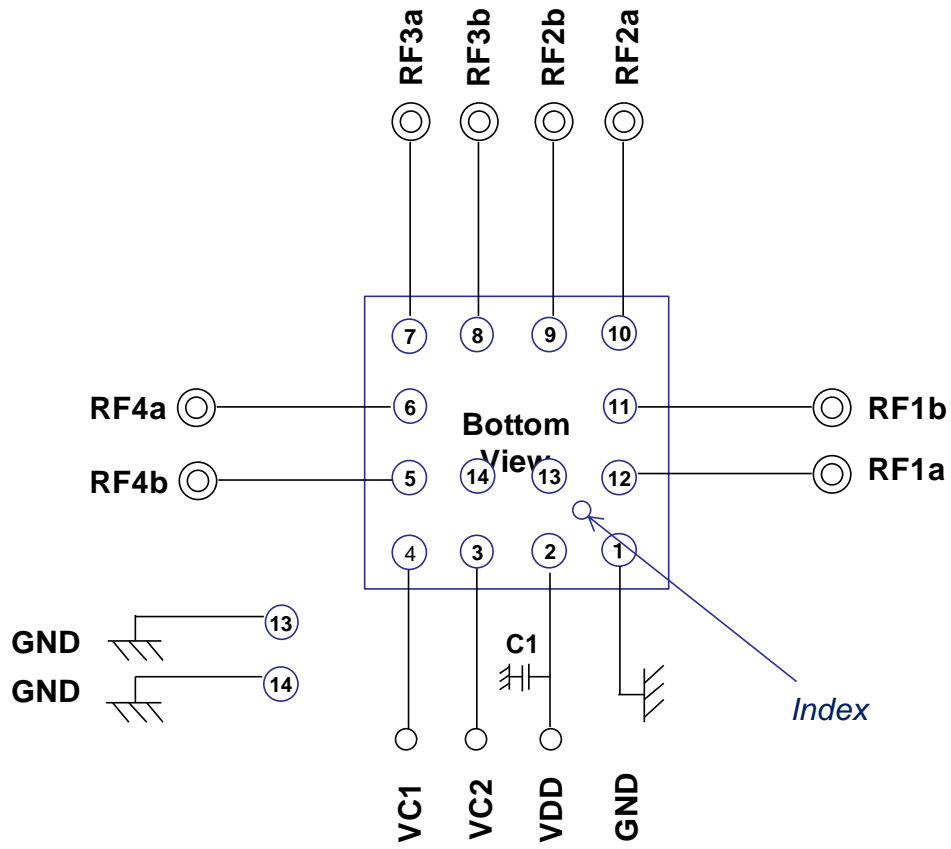 RF3a RF3b RF2b RF2a
7 8 9 10
RF4a 6 11 RF1b
Bottom
View
RF4b 5 14 13 12 RF1a
4 3 2 1
GND 13
C1
GND 14
Index
VC1 VC2 VDD GND